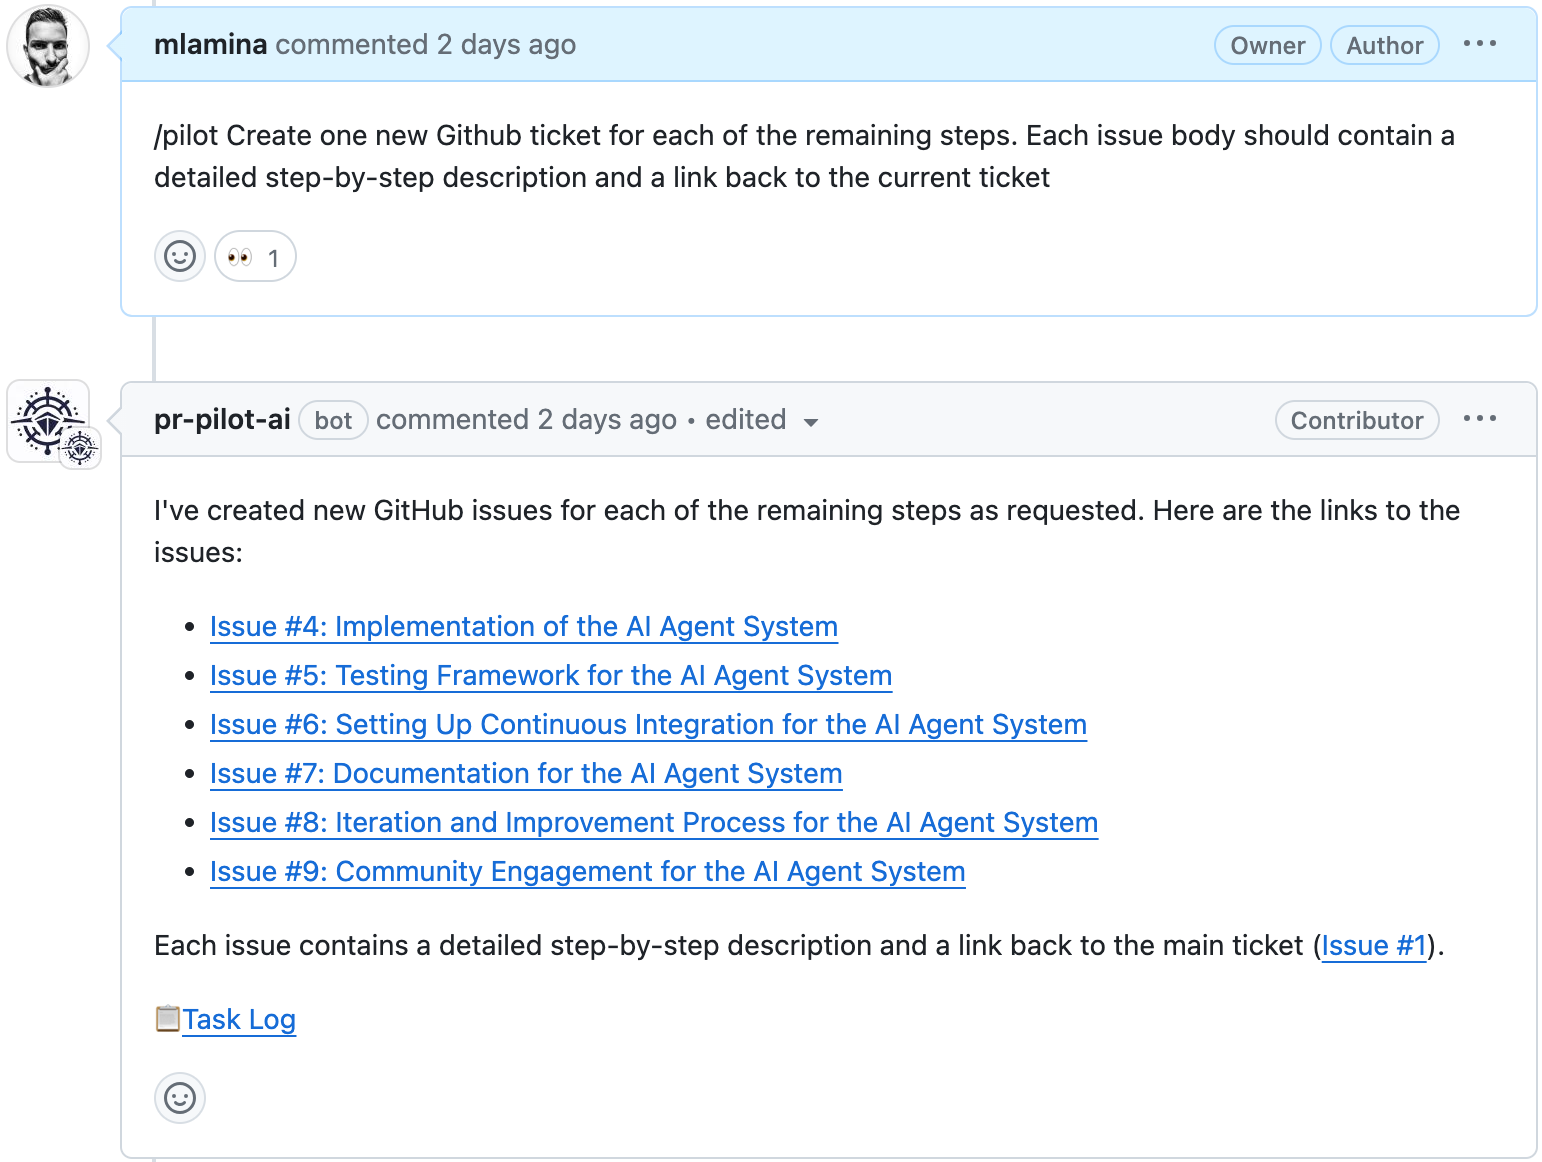 mlamina commented 2 days ago Owner Author
/pilot Create one new Github ticket for each of the remaining steps. Each issue body should contain a
detailed step-by-step description and a link back to the current ticket
👀 1
pr-pilot-ai bot commented 2 days ago • edited Contributor
I've created new GitHub issues for each of the remaining steps as requested. Here are the links to the
issues:
• Issue #4: Implementation of the AI Agent System
• Issue #5: Testing Framework for the AI Agent System
• Issue #6: Setting Up Continuous Integration for the AI Agent System
• Issue #7: Documentation for the AI Agent System
• Issue #8: Iteration and Improvement Process for the AI Agent System
• Issue #9: Community Engagement for the AI Agent System
Each issue contains a detailed step-by-step description and a link back to the main ticket (Issue #1).
📋Task Log